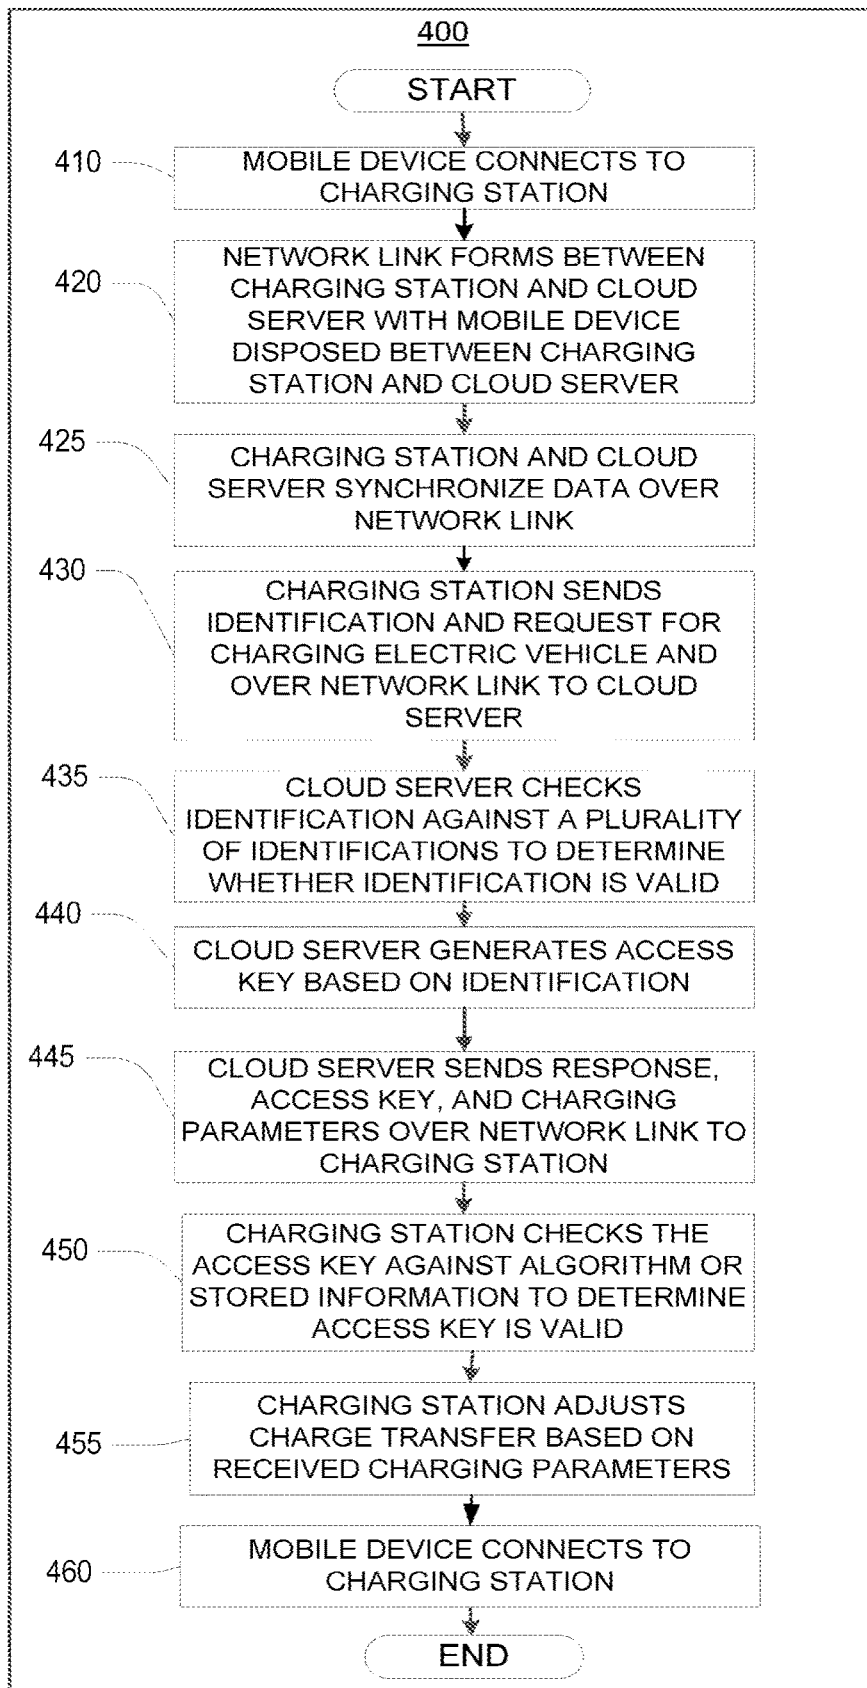 400
START
410
MOBILE DEVICE CONNECTS TO
CHARGING STATION
420
NETWORK LINK FORMS BETWEEN
CHARGING STATION AND CLOUD
SERVER WITH MOBILE DEVICE
DISPOSED BETWEEN CHARGING
STATION AND CLOUD SERVER
425
CHARGING STATION AND CLOUD
SERVER SYNCHRONIZE DATA OVER
NETWORK LINK
430
CHARGING STATION SENDS
IDENTIFICATION AND REQUEST FOR
CHARGING ELECTRIC VEHICLE AND
OVER NETWORK LINK TO CLOUD
SERVER
435
CLOUD SERVER CHECKS
IDENTIFICATION AGAINST A PLURALITY
OF IDENTIFICATIONS TO DETERMINE
WHETHER IDENTIFICATION IS VALID
440
CLOUD SERVER GENERATES ACCESS
KEY BASED ON IDENTIFICATION
445
CLOUD SERVER SENDS RESPONSE,
ACCESS KEY, AND CHARGING
PARAMETERS OVER NETWORK LINK TO
CHARGING STATION
450
CHARGING STATION CHECKS THE
ACCESS KEY AGAINST ALGORITHM OR
STORED INFORMATION TO DETERMINE
ACCESS KEY IS VALID
455
CHARGING STATION ADJUSTS
CHARGE TRANSFER BASED ON
RECEIVED CHARGING PARAMETERS
460
MOBILE DEVICE CONNECTS TO
CHARGING STATION
END